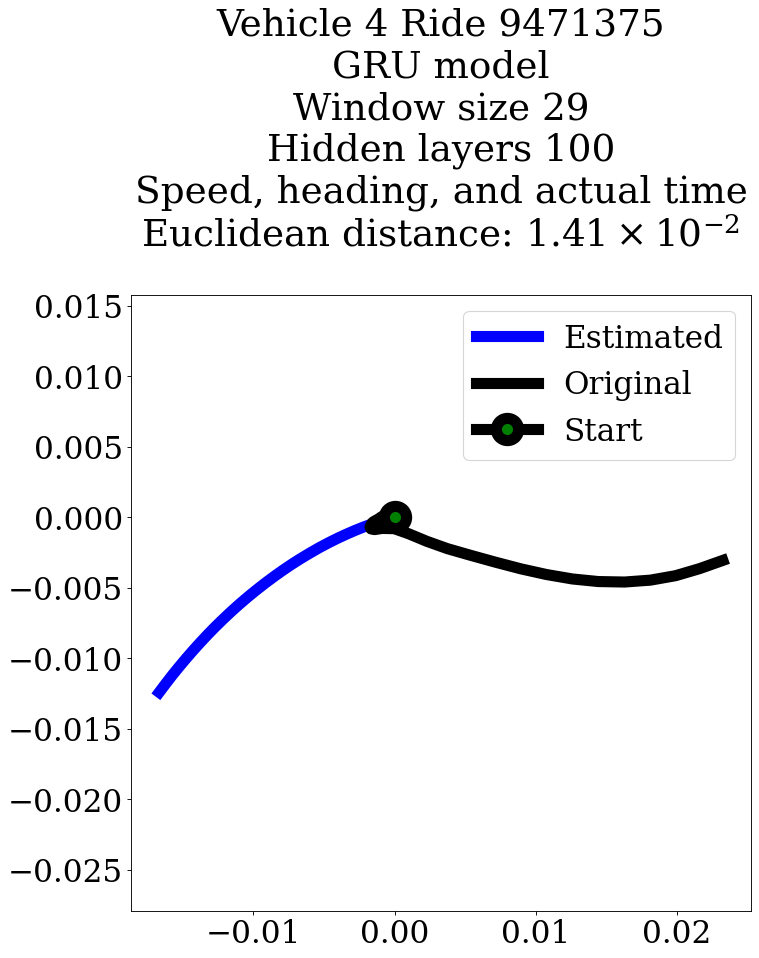 Vehicle 4 Ride 9471375
GRU model
Window size 29
Hidden layers 100
Speed, heading, and actual time
Euclidean distance: 1.41 × 10⁻²
0.015
0.010
0.005
0.000
−0.005
−0.010
−0.015
−0.020
−0.025
Estimated
Original
Start
−0.01 0.00 0.01 0.02